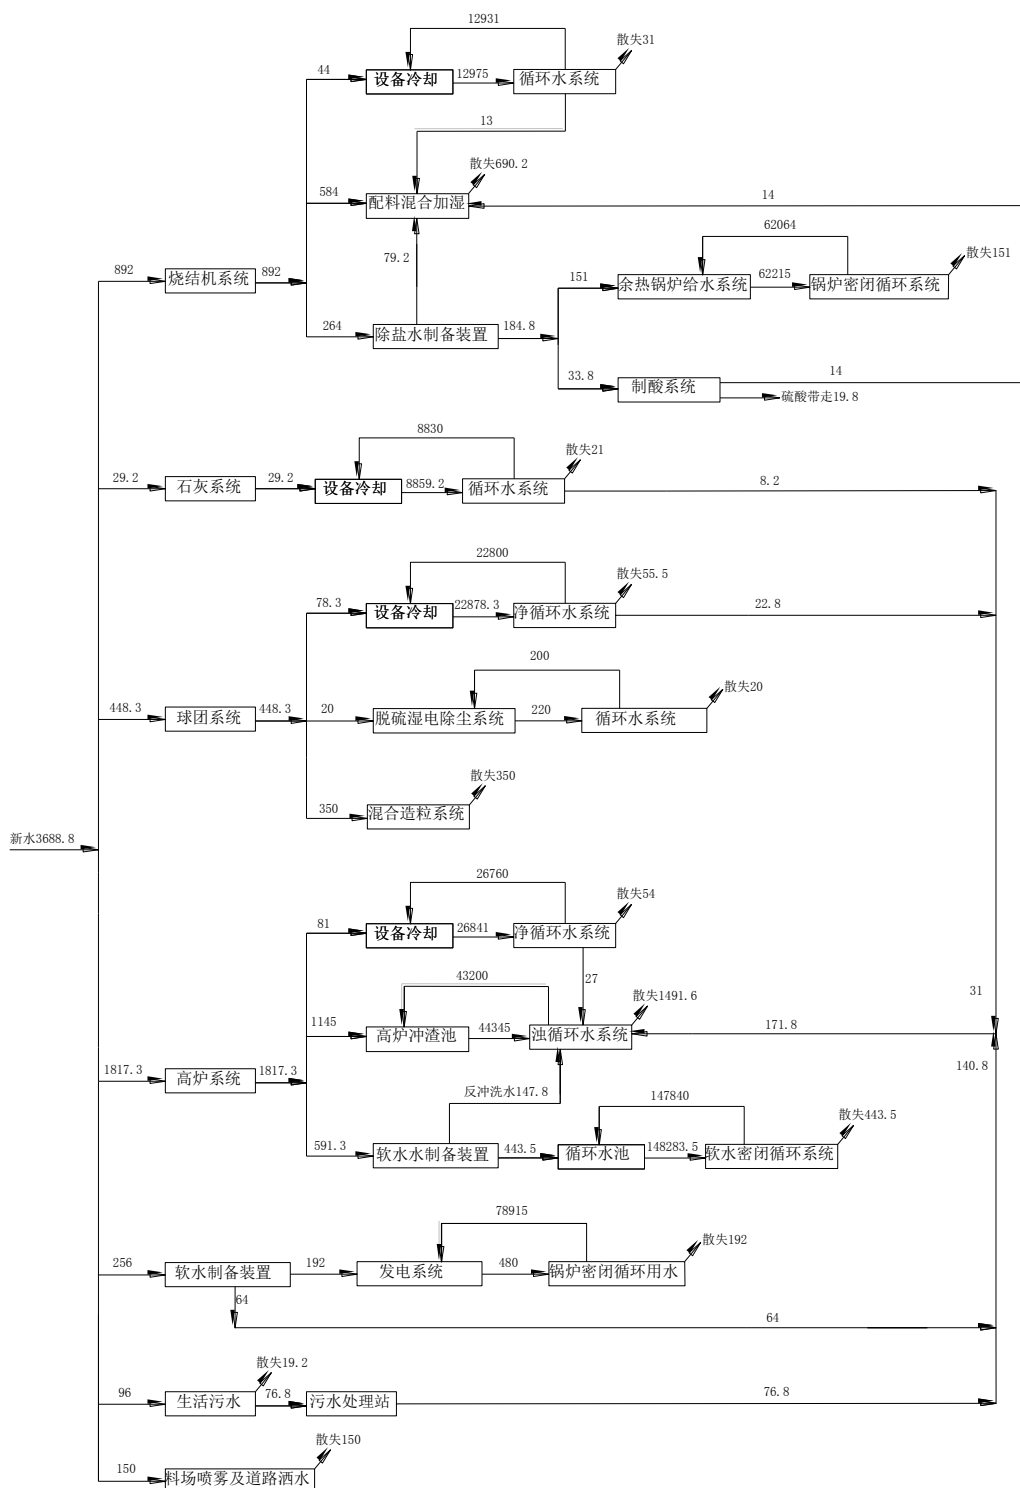 12931
散失31
44
设备冷却
12975
循环水系统
13
散失690.2
584
配料混合加湿
14
62064
79.2
散失151
892
烧结机系统
892
151
余热锅炉给水系统
62215
锅炉密闭循环系统
264
除盐水制备装置
184.8
33.8
制酸系统
14
硫酸带走19.8
8830
散失21
29.2
石灰系统
29.2
设备冷却
8859.2
循环水系统
8.2
22800
散失55.5
78.3
设备冷却
22878.3
净循环水系统
22.8
200
散失20
448.3
球团系统
448.3
20
脱硫湿电除尘系统
220
循环水系统
散失350
350
混合造粒系统
新水3688.8
26760
散失54
81
设备冷却
26841
净循环水系统
43200
27
散失1491.6
31
1145
高炉冲渣池
44345
浊循环水系统
171.8
140.8
1817.3
高炉系统
1817.3
反冲洗水147.8
147840
散失443.5
591.3
软水水制备装置
443.5
循环水池
148283.5
软水密闭循环系统
78915
散失192
256
软水制备装置
192
发电系统
480
锅炉密闭循环用水
64
64
散失19.2
96
生活污水
76.8
污水处理站
76.8
散失150
150
料场喷雾及道路洒水